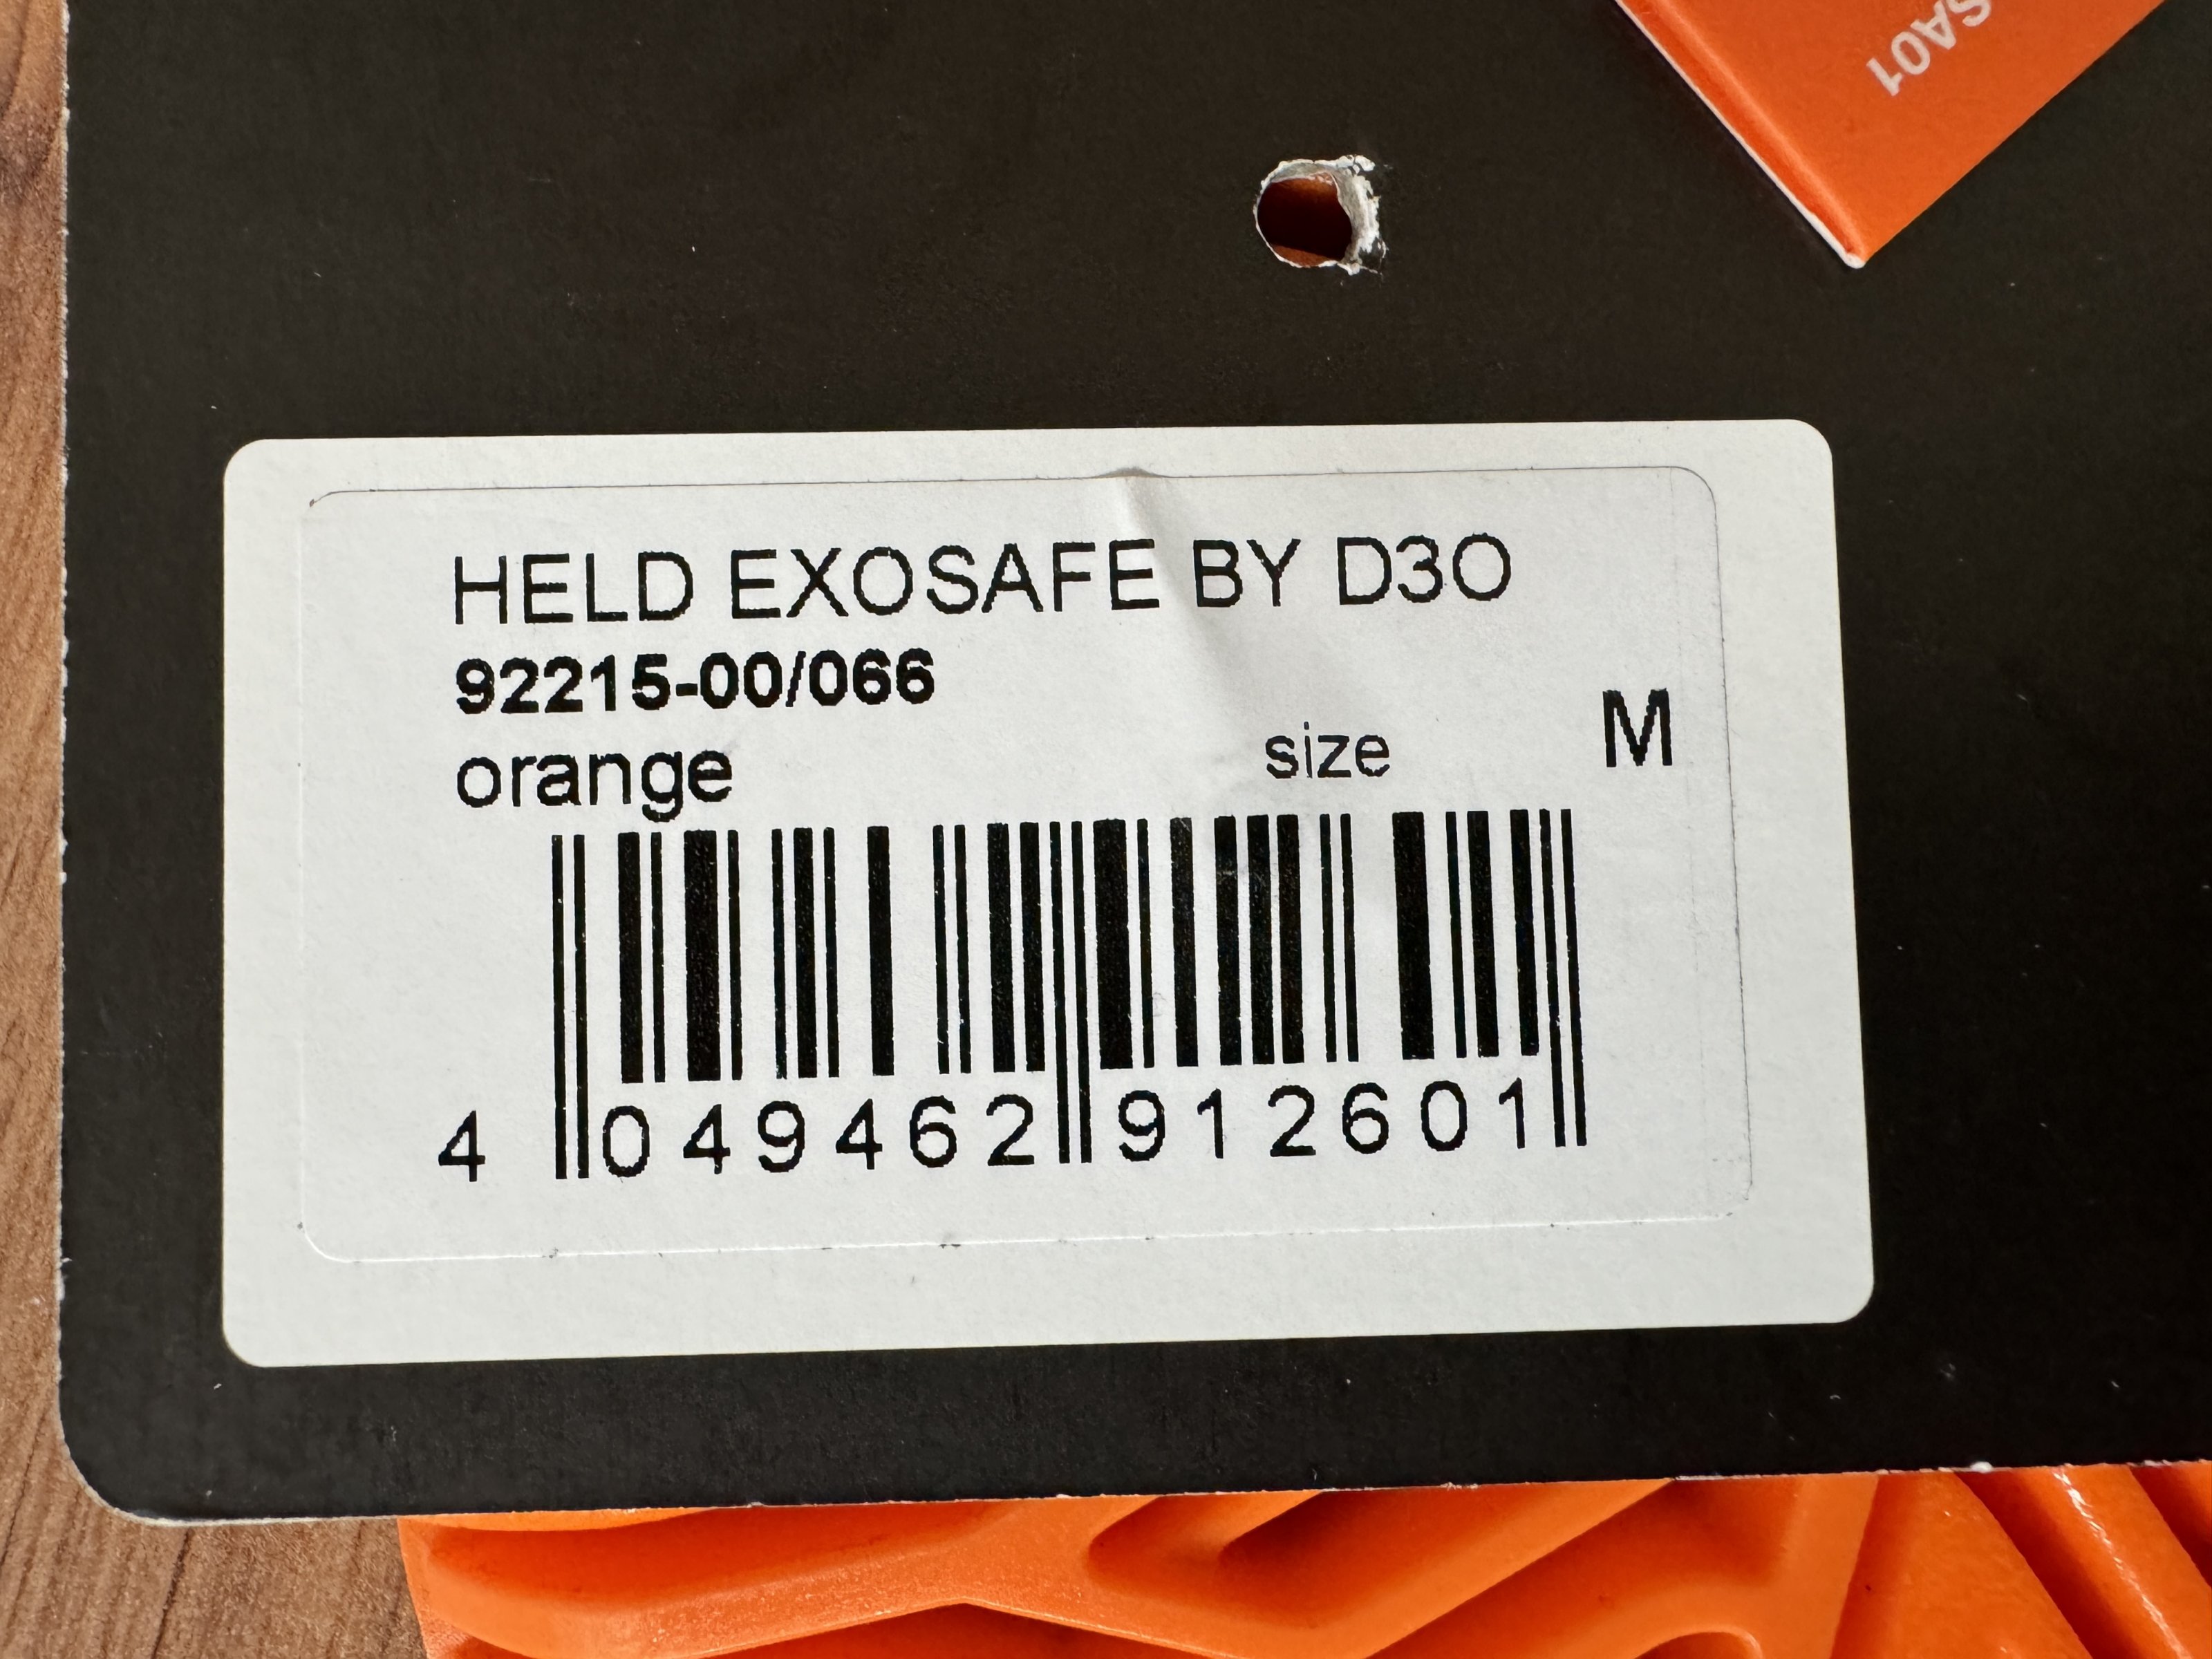 SA01
HELD EXOSAFE BY D3O
92215-00/066
orange size M
4 049462 912601